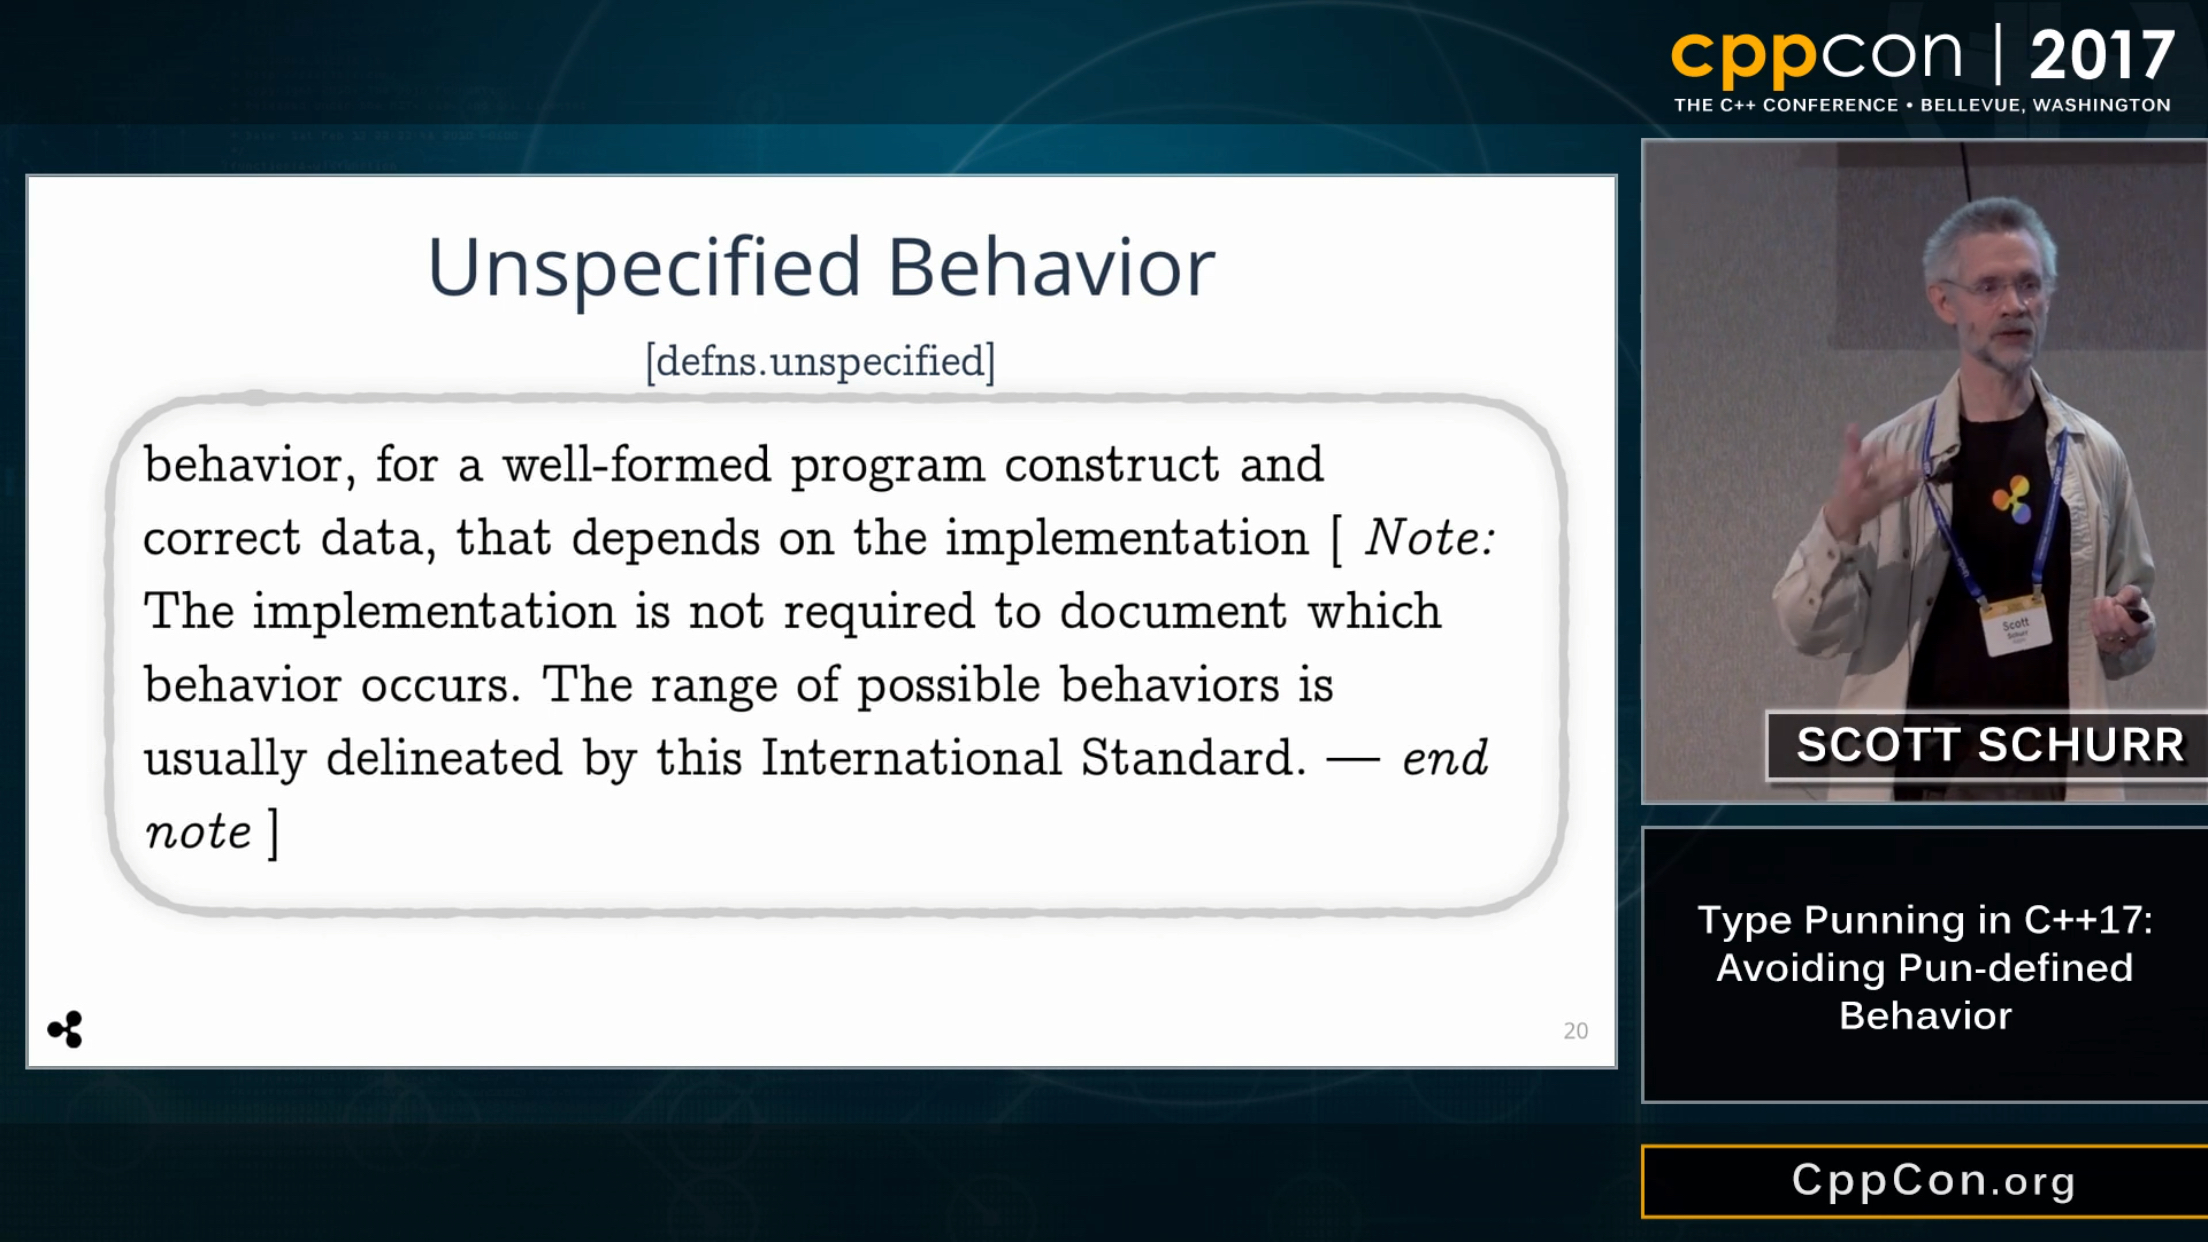 cppcon | 2017
THE C++ CONFERENCE • BELLEVUE, WASHINGTON
Unspecified Behavior
[defns.unspecified]
behavior, for a well-formed program construct and
correct data, that depends on the implementation [ Note:
The implementation is not required to document which
behavior occurs. The range of possible behaviors is
usually delineated by this International Standard. — end
note ]
20
Scott
Schurr
SCOTT SCHURR
Type Punning in C++17:
Avoiding Pun-defined
Behavior
CppCon.org